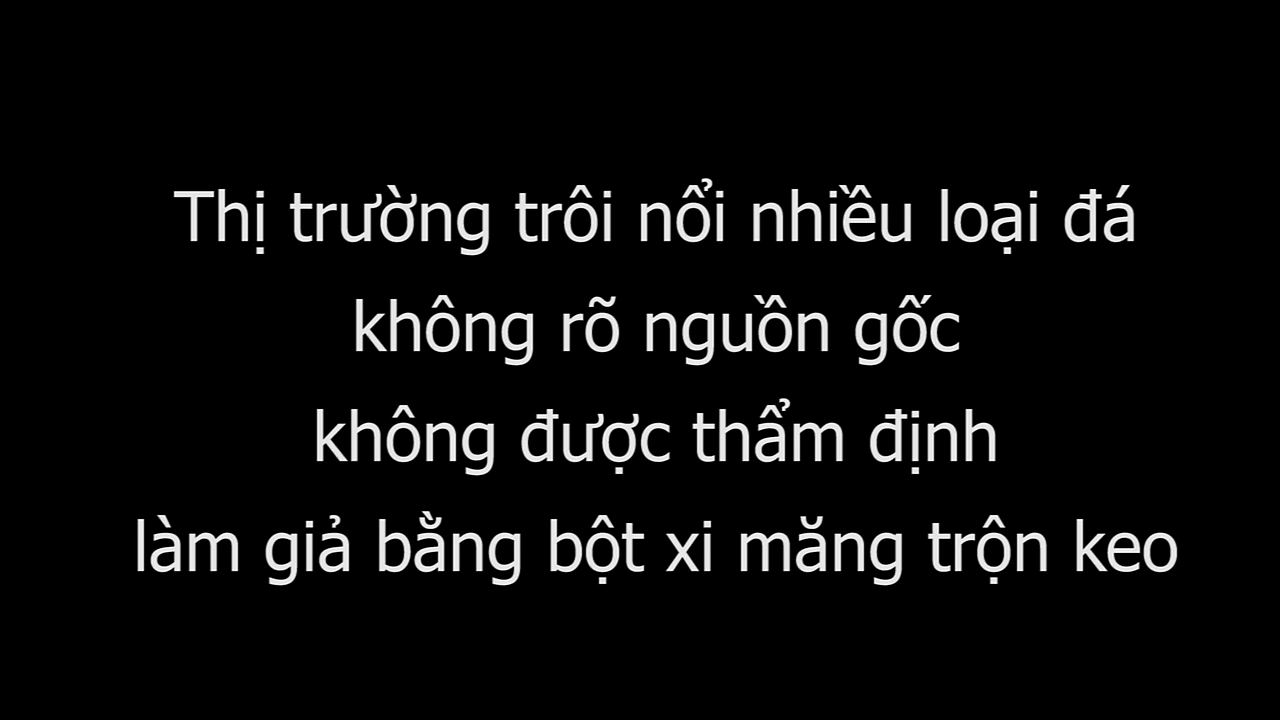 Thị trường trôi nổi nhiều loại đá
không rõ nguồn gốc
không được thẩm định
làm giả bằng bột xi măng trộn keo